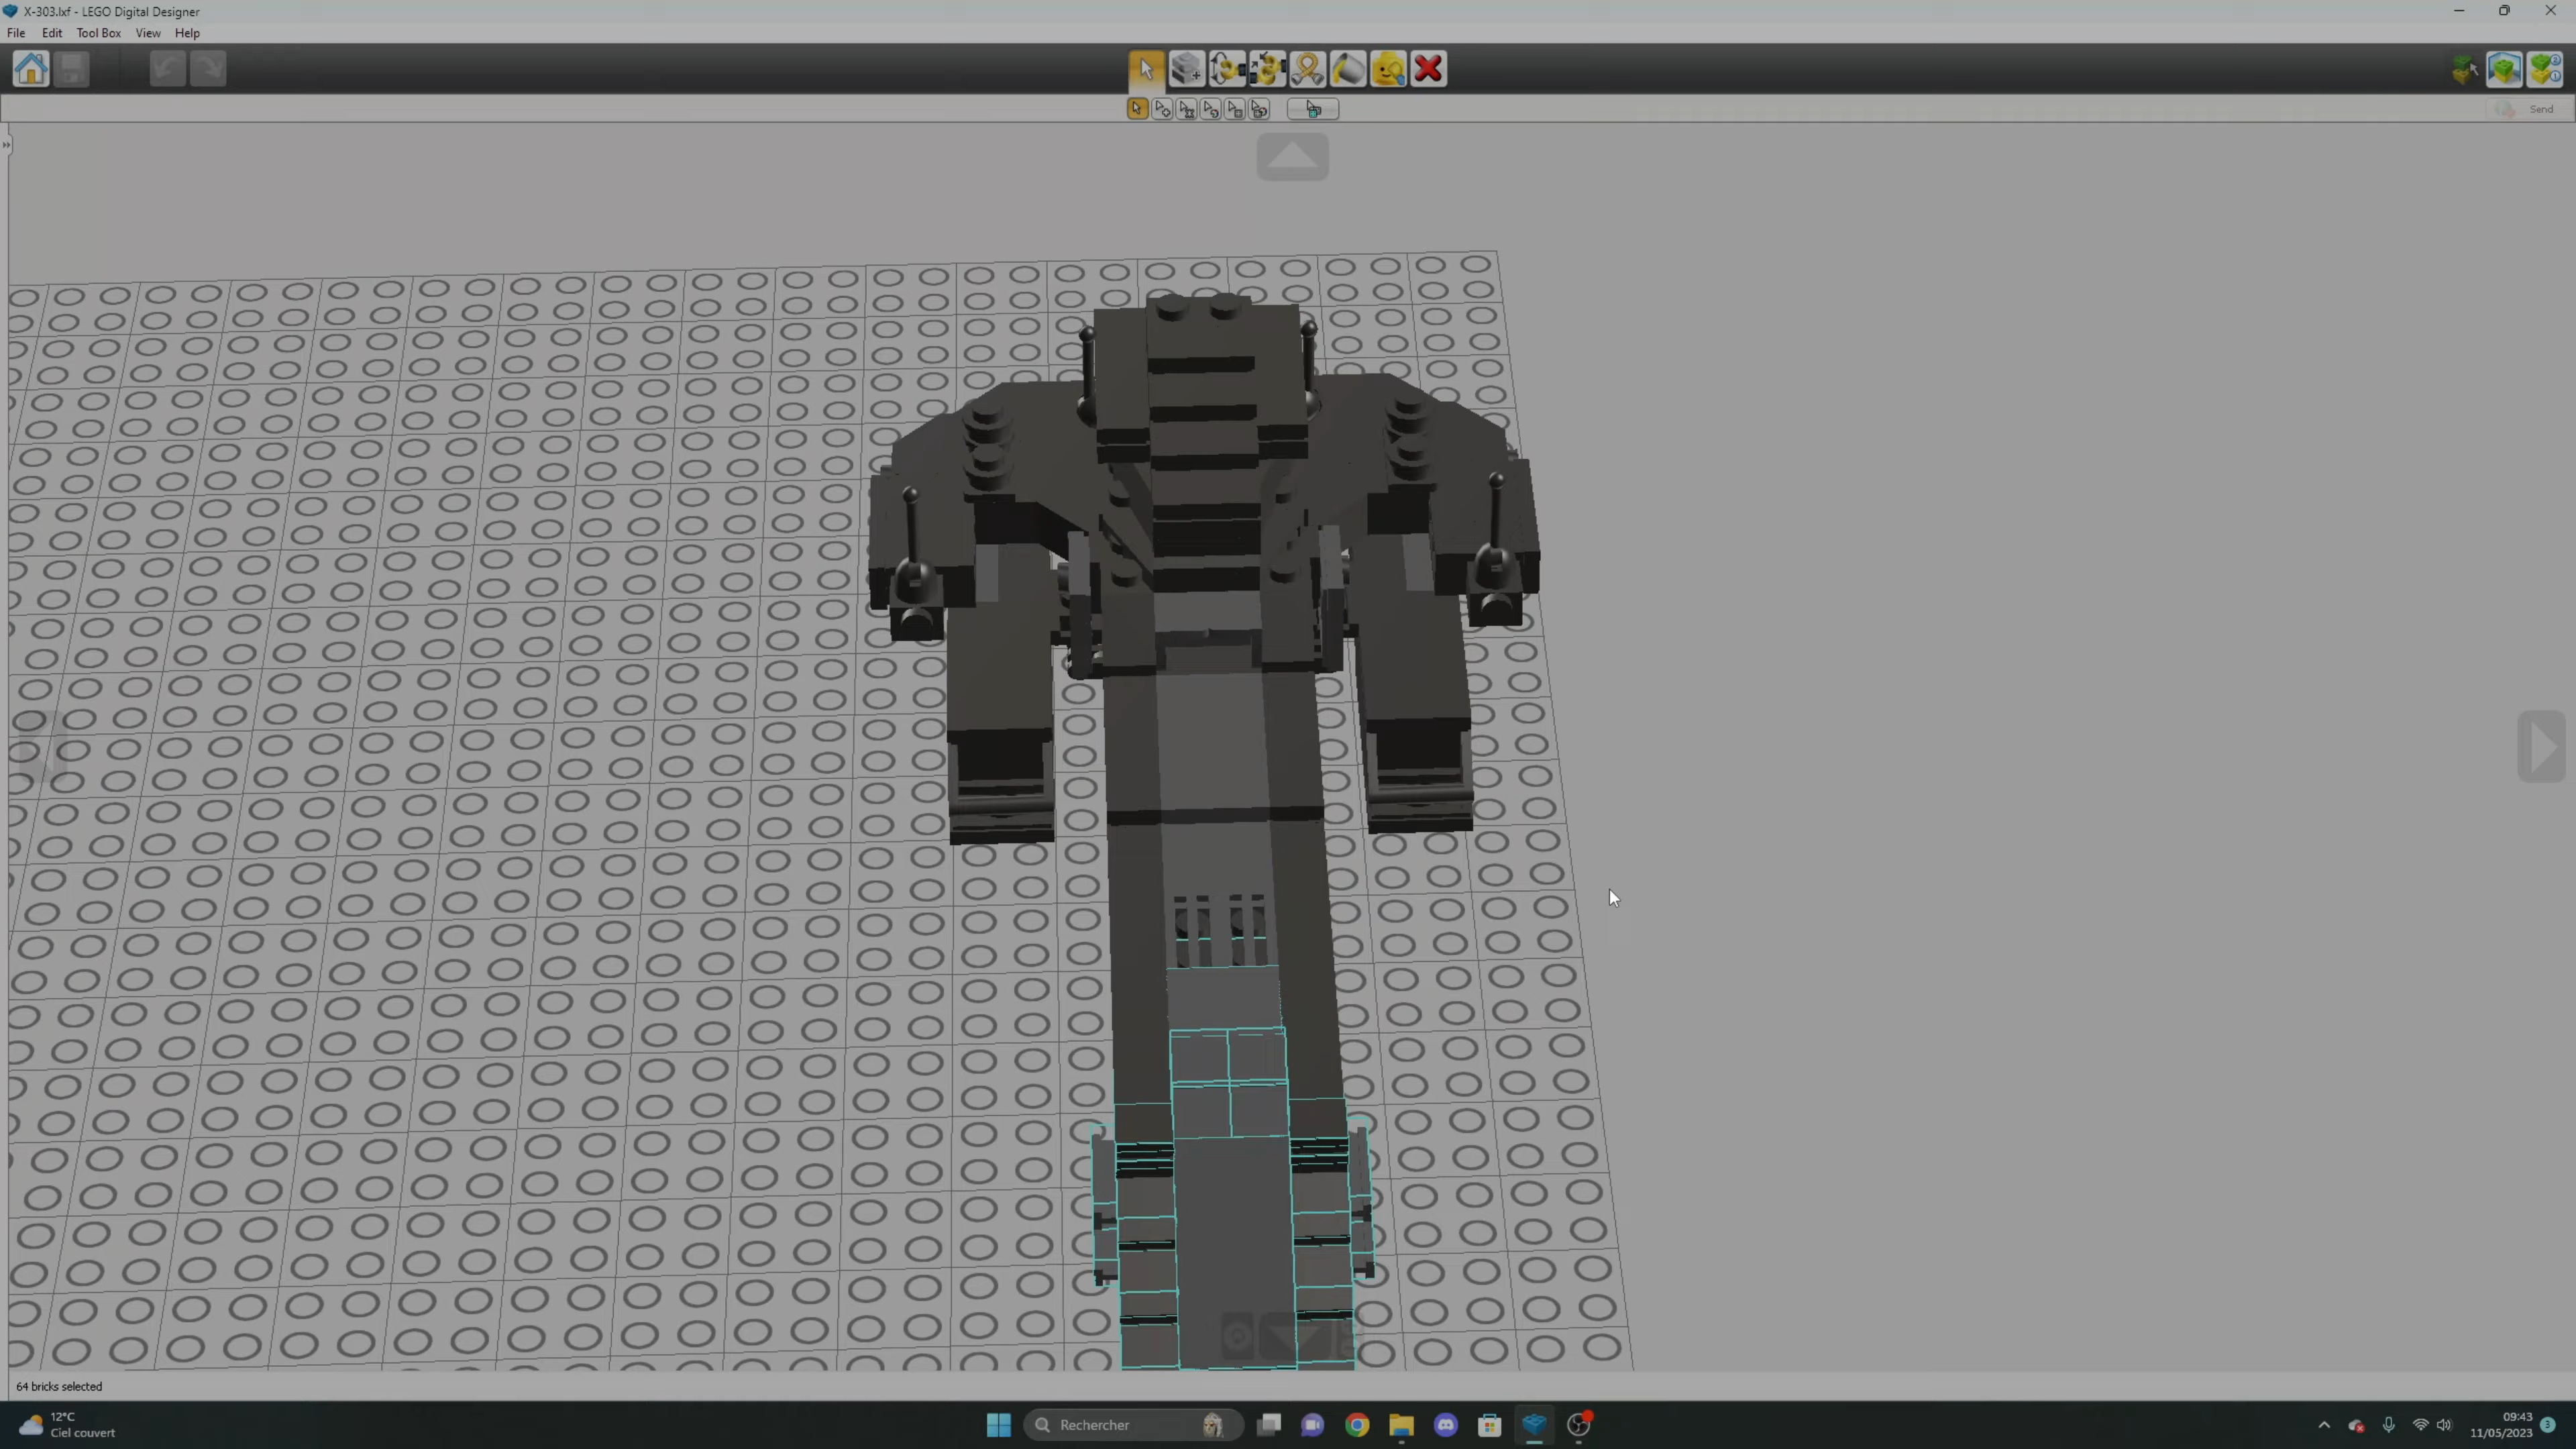 X-303.lxf - LEGO Digital Designer
File Edit Tool Box View Help
Send
64 bricks selected
12°C
Ciel couvert
Rechercher
09:43
11/05/2023
3